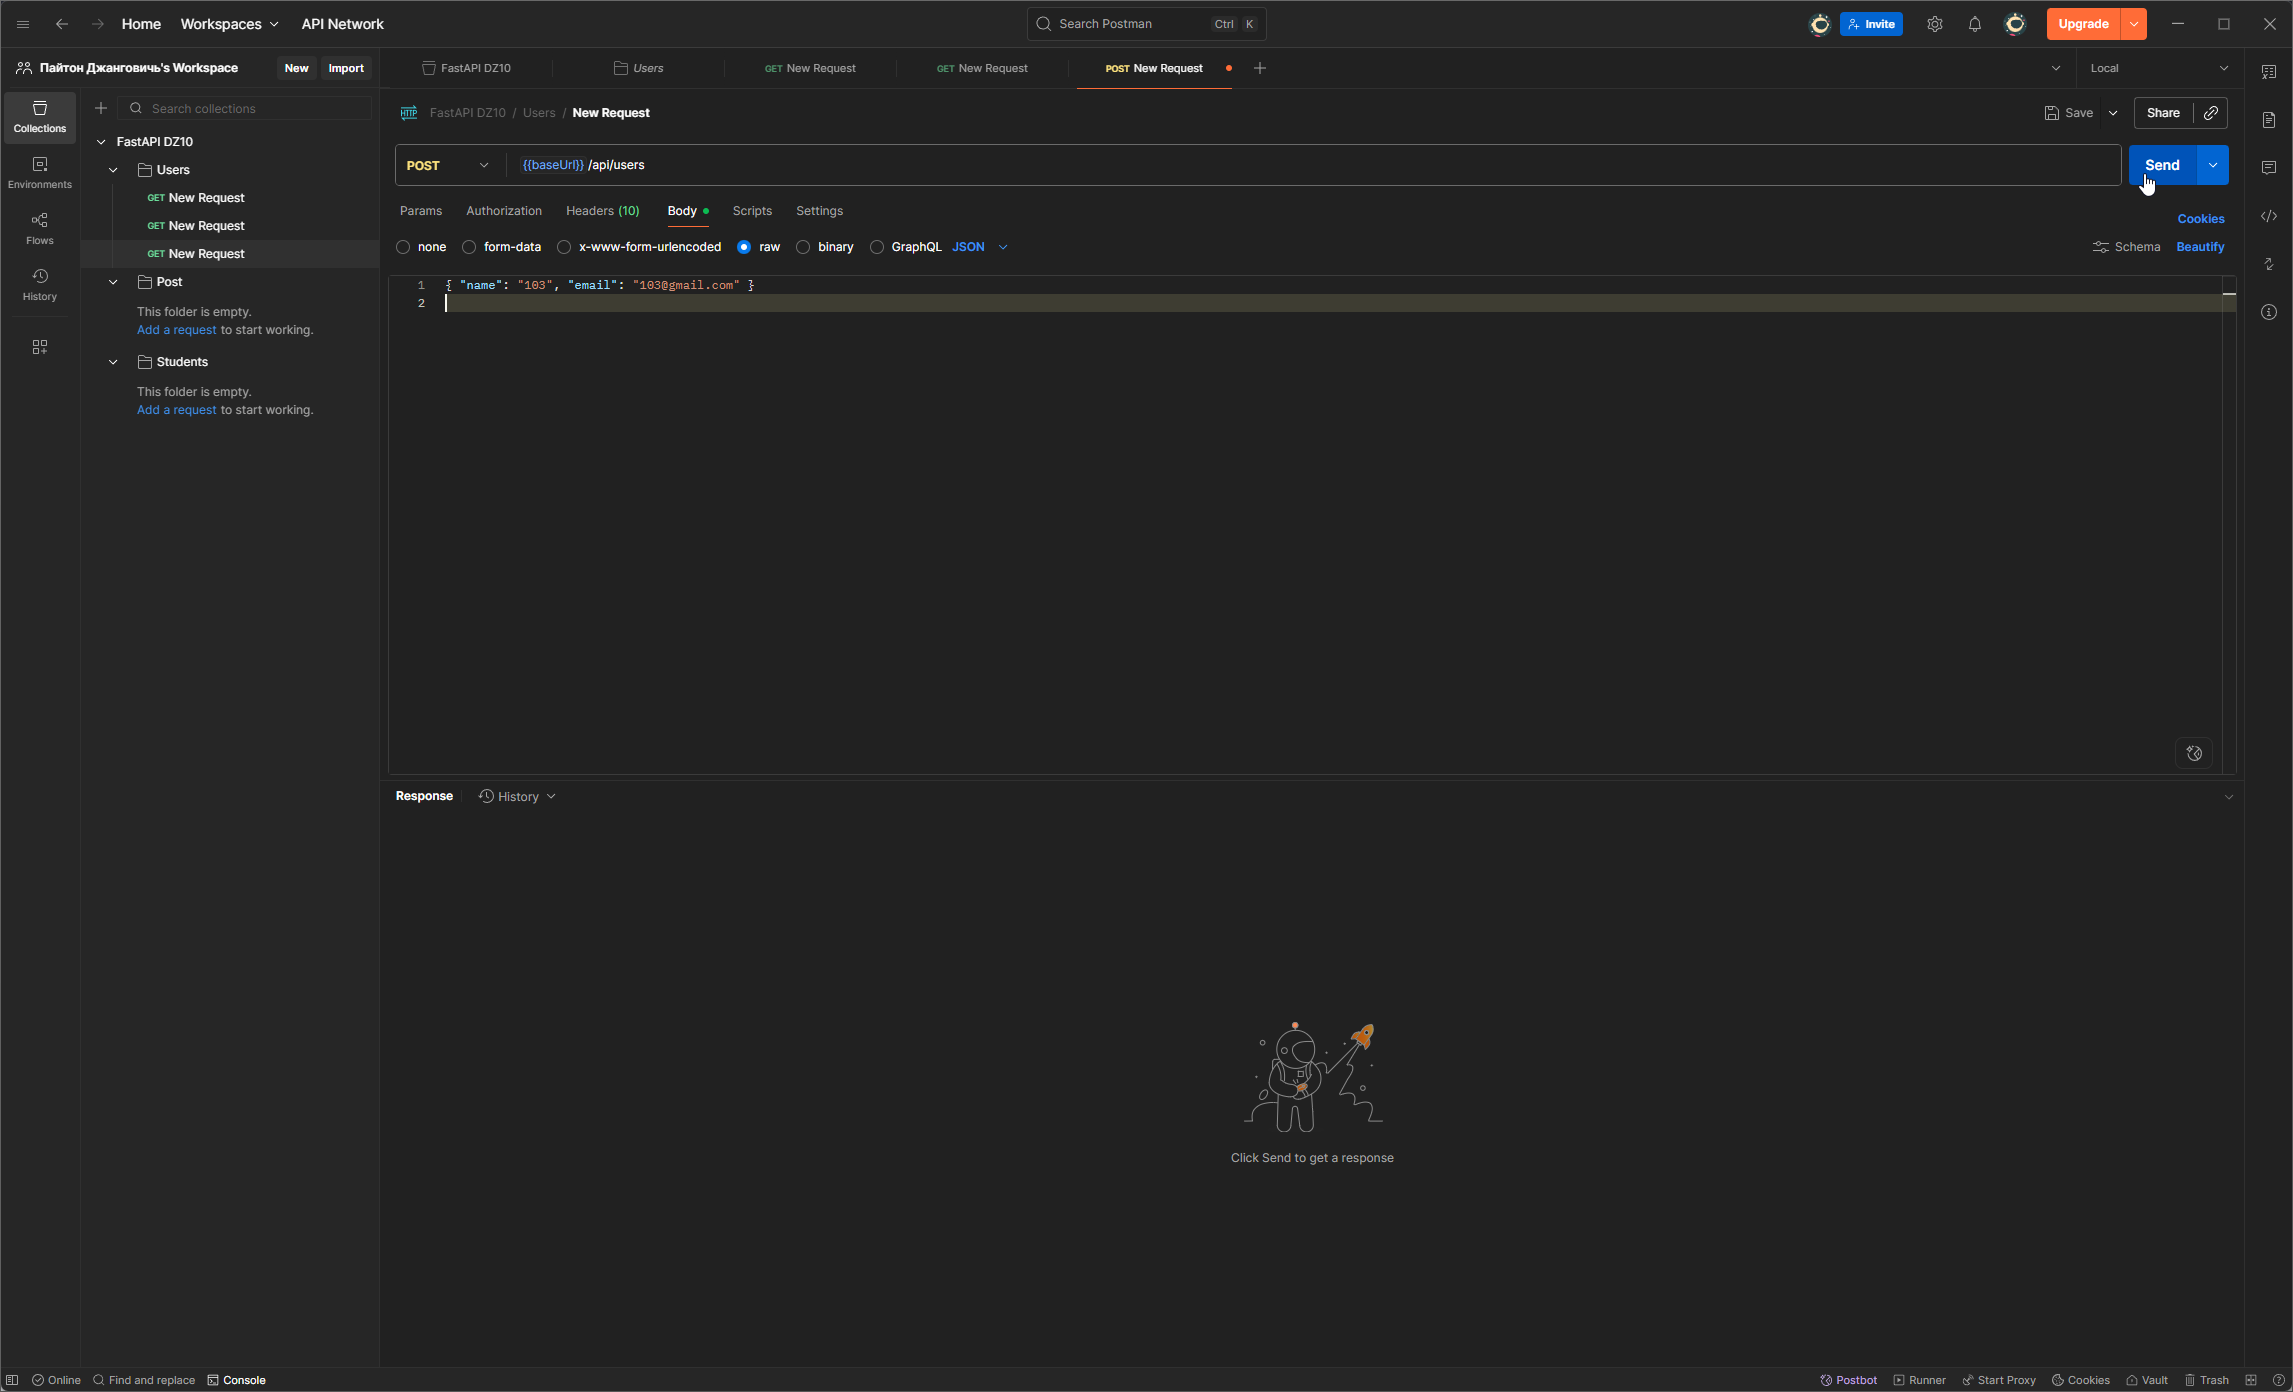 Home Workspaces API Network Search Postman Ctrl K Invite Upgrade
Пайтон Джанговичь's Workspace New Import
FastAPI DZ10 Users GET New Request GET New Request POST New Request Local
Collections
Environments
Flows
History
Search collections
FastAPI DZ10
Users
GET New Request
GET New Request
GET New Request
Post
This folder is empty.
Add a request to start working.
Students
This folder is empty.
Add a request to start working.
HTTP FastAPI DZ10 / Users / New Request Save Share
POST {{baseUrl}} /api/users Send
Params Authorization Headers (10) Body Scripts Settings Cookies
none form-data x-www-form-urlencoded raw binary GraphQL JSON Schema Beautify
1 { "name": "103", "email": "103@gmail.com" }
2
Response History
Click Send to get a response
Online Find and replace Console Postbot Runner Start Proxy Cookies Vault Trash